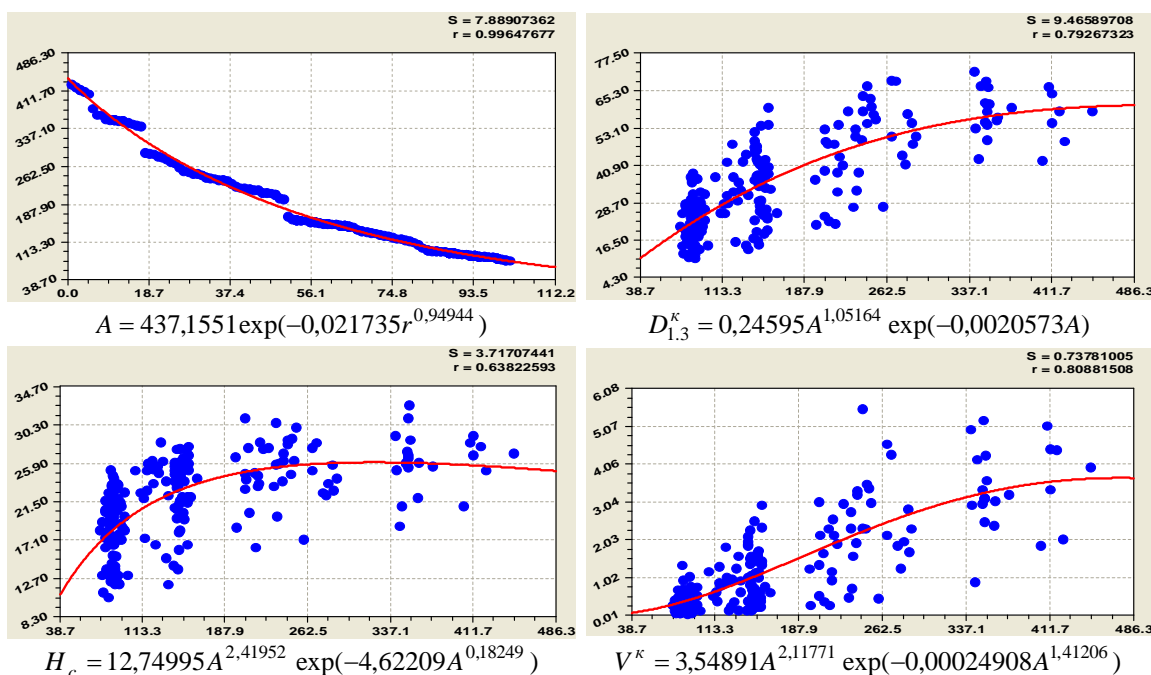 S = 7.88907362
r = 0.99647677
486.30
411.70
337.10
262.50
187.90
113.30
38.70
0.0 18.7 37.4 56.1 74.8 93.5 112.2
A = 437,1551 exp(−0,021735r^0,94944)
S = 9.46589708
r = 0.79267323
77.50
65.30
53.10
40.90
28.70
16.50
4.30
38.7 113.3 187.9 262.5 337.1 411.7 486.3
D_1.3^к = 0,24595A^1,05164 exp(−0,0020573A)
S = 3.71707441
r = 0.63822593
34.70
30.30
25.90
21.50
17.10
12.70
8.30
38.7 113.3 187.9 262.5 337.1 411.7 486.3
H_c = 12,74995A^2,41952 exp(−4,62209A^0,18249)
S = 0.73781005
r = 0.80881508
6.08
5.07
4.06
3.04
2.03
1.02
0.01
38.7 113.3 187.9 262.5 337.1 411.7 486.3
V^к = 3,54891A^2,11771 exp(−0,00024908A^1,41206)